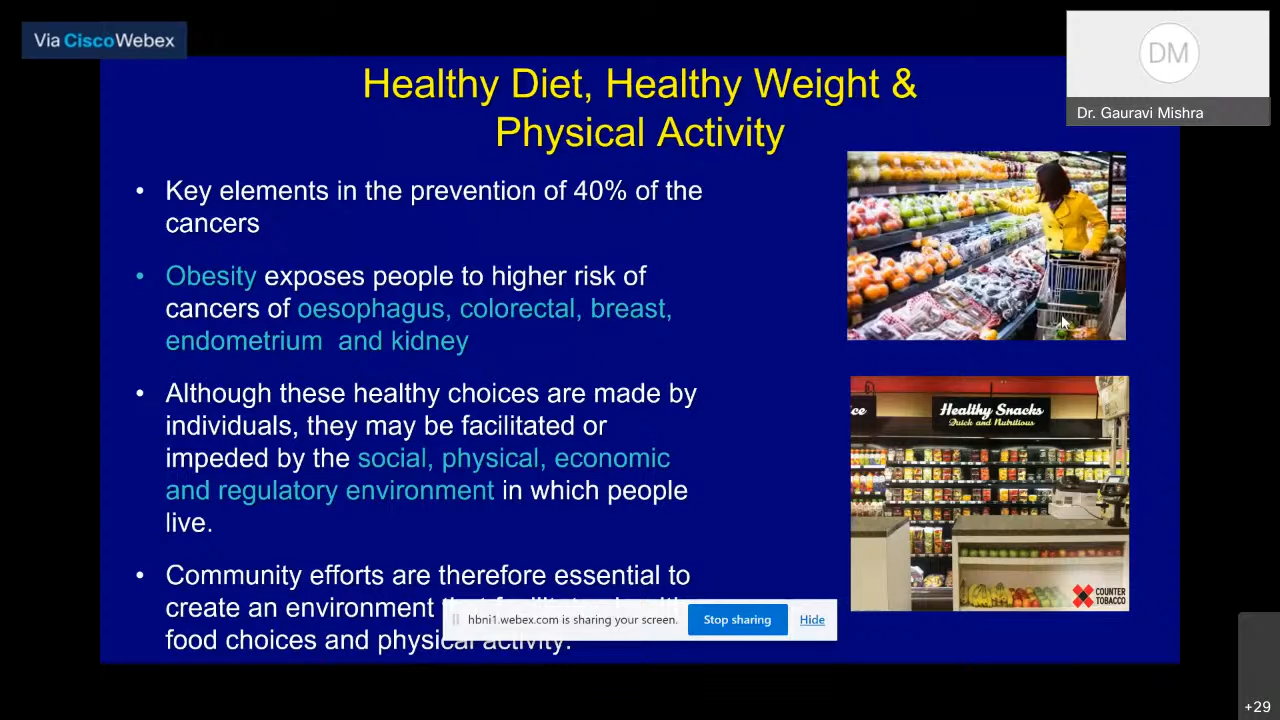 Via Cisco Webex
DM
Dr. Gauravi Mishra
Healthy Diet, Healthy Weight &
Physical Activity
• Key elements in the prevention of 40% of the
cancers
• Obesity exposes people to higher risk of
cancers of oesophagus, colorectal, breast,
endometrium and kidney
• Although these healthy choices are made by
individuals, they may be facilitated or
impeded by the social, physical, economic
and regulatory environment in which people
live.
• Community efforts are therefore essential to
create an environment
food choices and physical activity.
hbni1.webex.com is sharing your screen.
Stop sharing
Hide
ce
Healthy Snacks
Quick and Nutritious
COUNTER
TOBACCO
+29